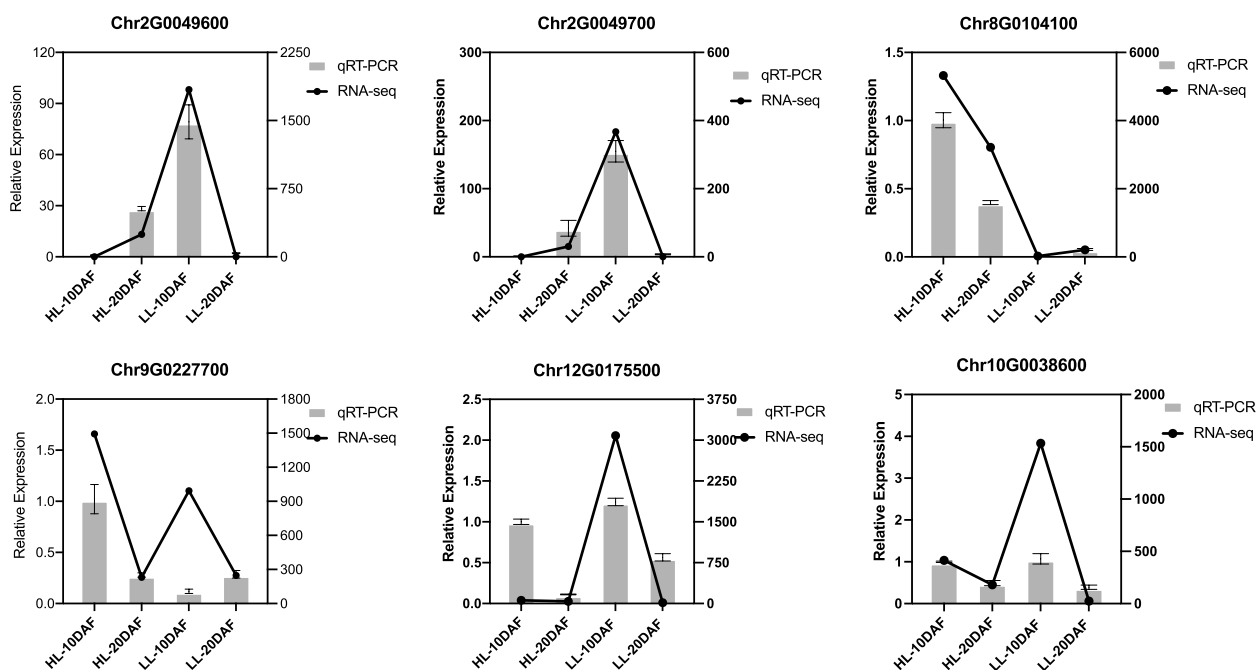 Chr2G0049600
120
90
60
30
0
Relative Expression
2250
1500
750
0
qRT-PCR
RNA-seq
HL-10DAF
HL-20DAF
LL-10DAF
LL-20DAF
Chr2G0049700
300
200
100
0
Relative Expression
600
400
200
0
qRT-PCR
RNA-seq
HL-10DAF
HL-20DAF
LL-10DAF
LL-20DAF
Chr8G0104100
1.5
1.0
0.5
0.0
Relative Expression
6000
4000
2000
0
qRT-PCR
RNA-seq
HL-10DAF
HL-20DAF
LL-10DAF
LL-20DAF
Chr9G0227700
2.0
1.5
1.0
0.5
0.0
Relative Expression
1800
1500
1200
900
600
300
0
qRT-PCR
RNA-seq
HL-10DAF
HL-20DAF
LL-10DAF
LL-20DAF
Chr12G0175500
2.5
2.0
1.5
1.0
0.5
0.0
Relative Expression
3750
3000
2250
1500
750
0
qRT-PCR
RNA-seq
HL-10DAF
HL-20DAF
LL-10DAF
LL-20DAF
Chr10G0038600
5
4
3
2
1
0
Relative Expression
2000
1500
1000
500
0
qRT-PCR
RNA-seq
HL-10DAF
HL-20DAF
LL-10DAF
LL-20DAF